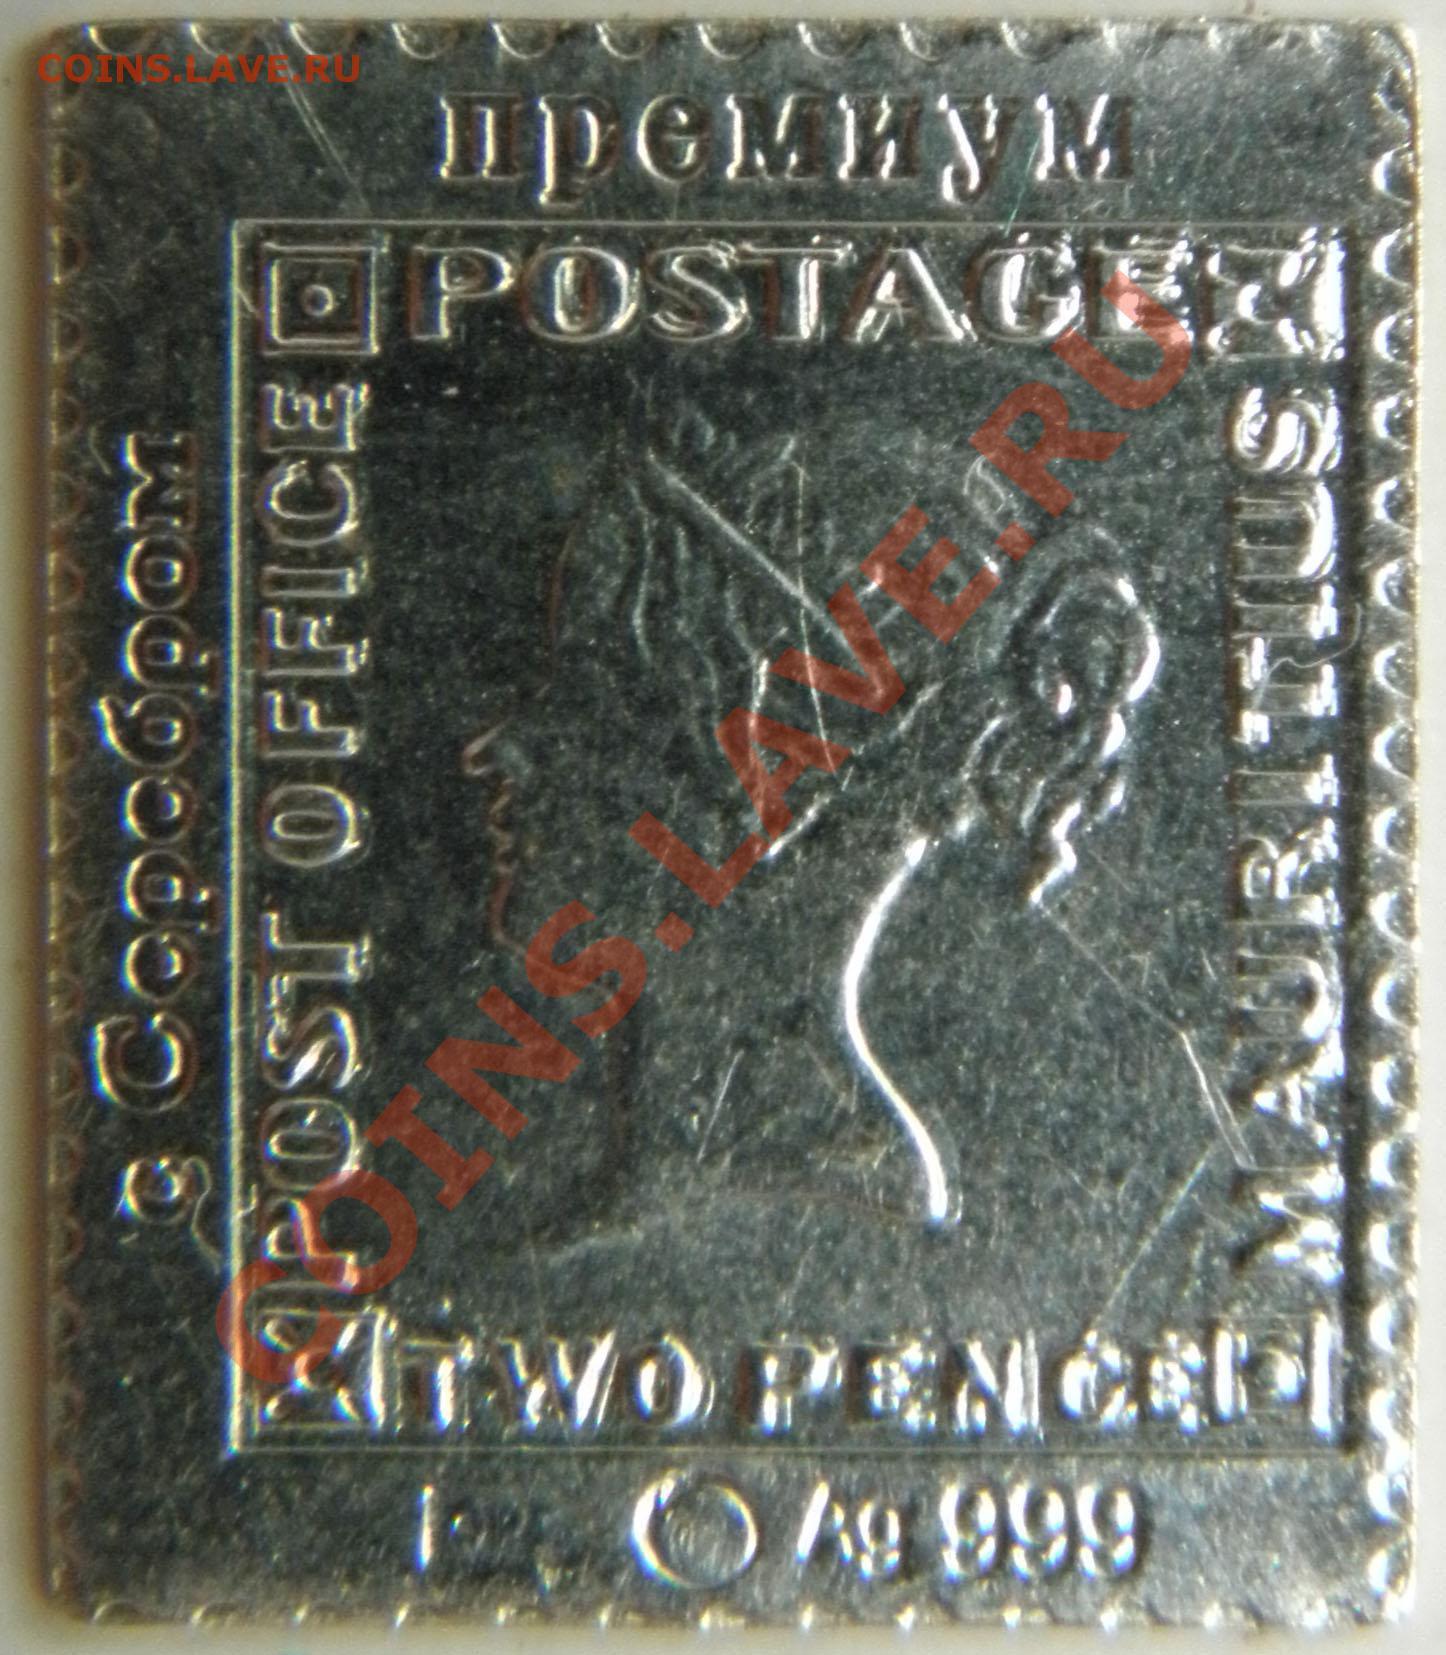 COINS.LAVE.RU
премиум
POSTAGE
с Серебром
POST OFFICE
MAURITIUS
TWO PENCE
Ag 999
COINS.LAVE.RU